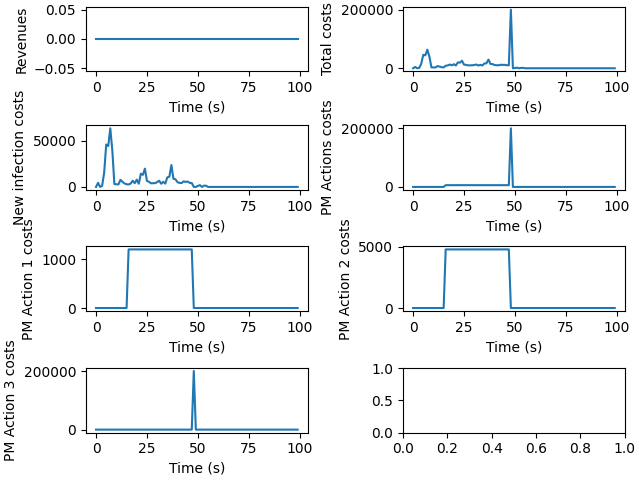 Revenues
0.05
0.00
−0.05
0 25 50 75 100
Time (s)
Total costs
200000
0
0 25 50 75 100
Time (s)
New infection costs
50000
0
0 25 50 75 100
Time (s)
PM Actions costs
200000
0
0 25 50 75 100
Time (s)
PM Action 1 costs
1000
0
0 25 50 75 100
Time (s)
PM Action 2 costs
5000
0
0 25 50 75 100
Time (s)
PM Action 3 costs
200000
0
0 25 50 75 100
Time (s)
1.0
0.5
0.0
0.0 0.2 0.4 0.6 0.8 1.0